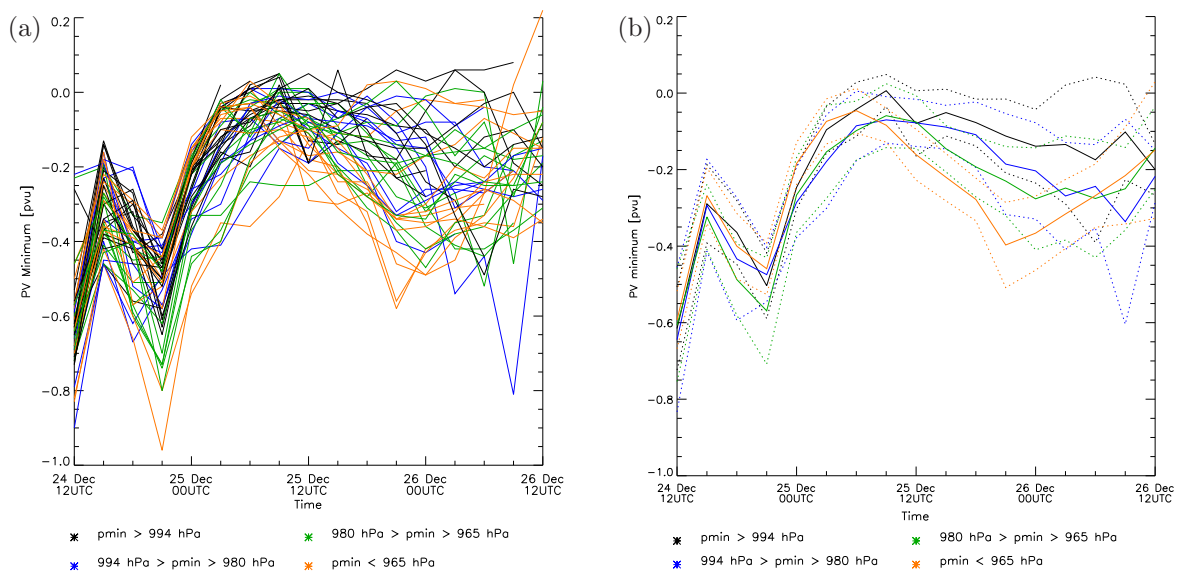 (a)
0.2
0.0
−0.2
−0.4
−0.6
−0.8
−1.0
PV Minimum [pvu]
24 Dec 25 Dec 25 Dec 26 Dec 26 Dec
12UTC 00UTC 12UTC 00UTC 12UTC
Time
pmin > 994 hPa
980 hPa > pmin > 965 hPa
994 hPa > pmin > 980 hPa
pmin < 965 hPa
(b)
0.2
0.0
−0.2
−0.4
−0.6
−0.8
−1.0
PV minimum [pvu]
24 Dec 25 Dec 25 Dec 26 Dec 26 Dec
12UTC 00UTC 12UTC 00UTC 12UTC
Time
pmin > 994 hPa
980 hPa > pmin > 965 hPa
994 hPa > pmin > 980 hPa
pmin < 965 hPa